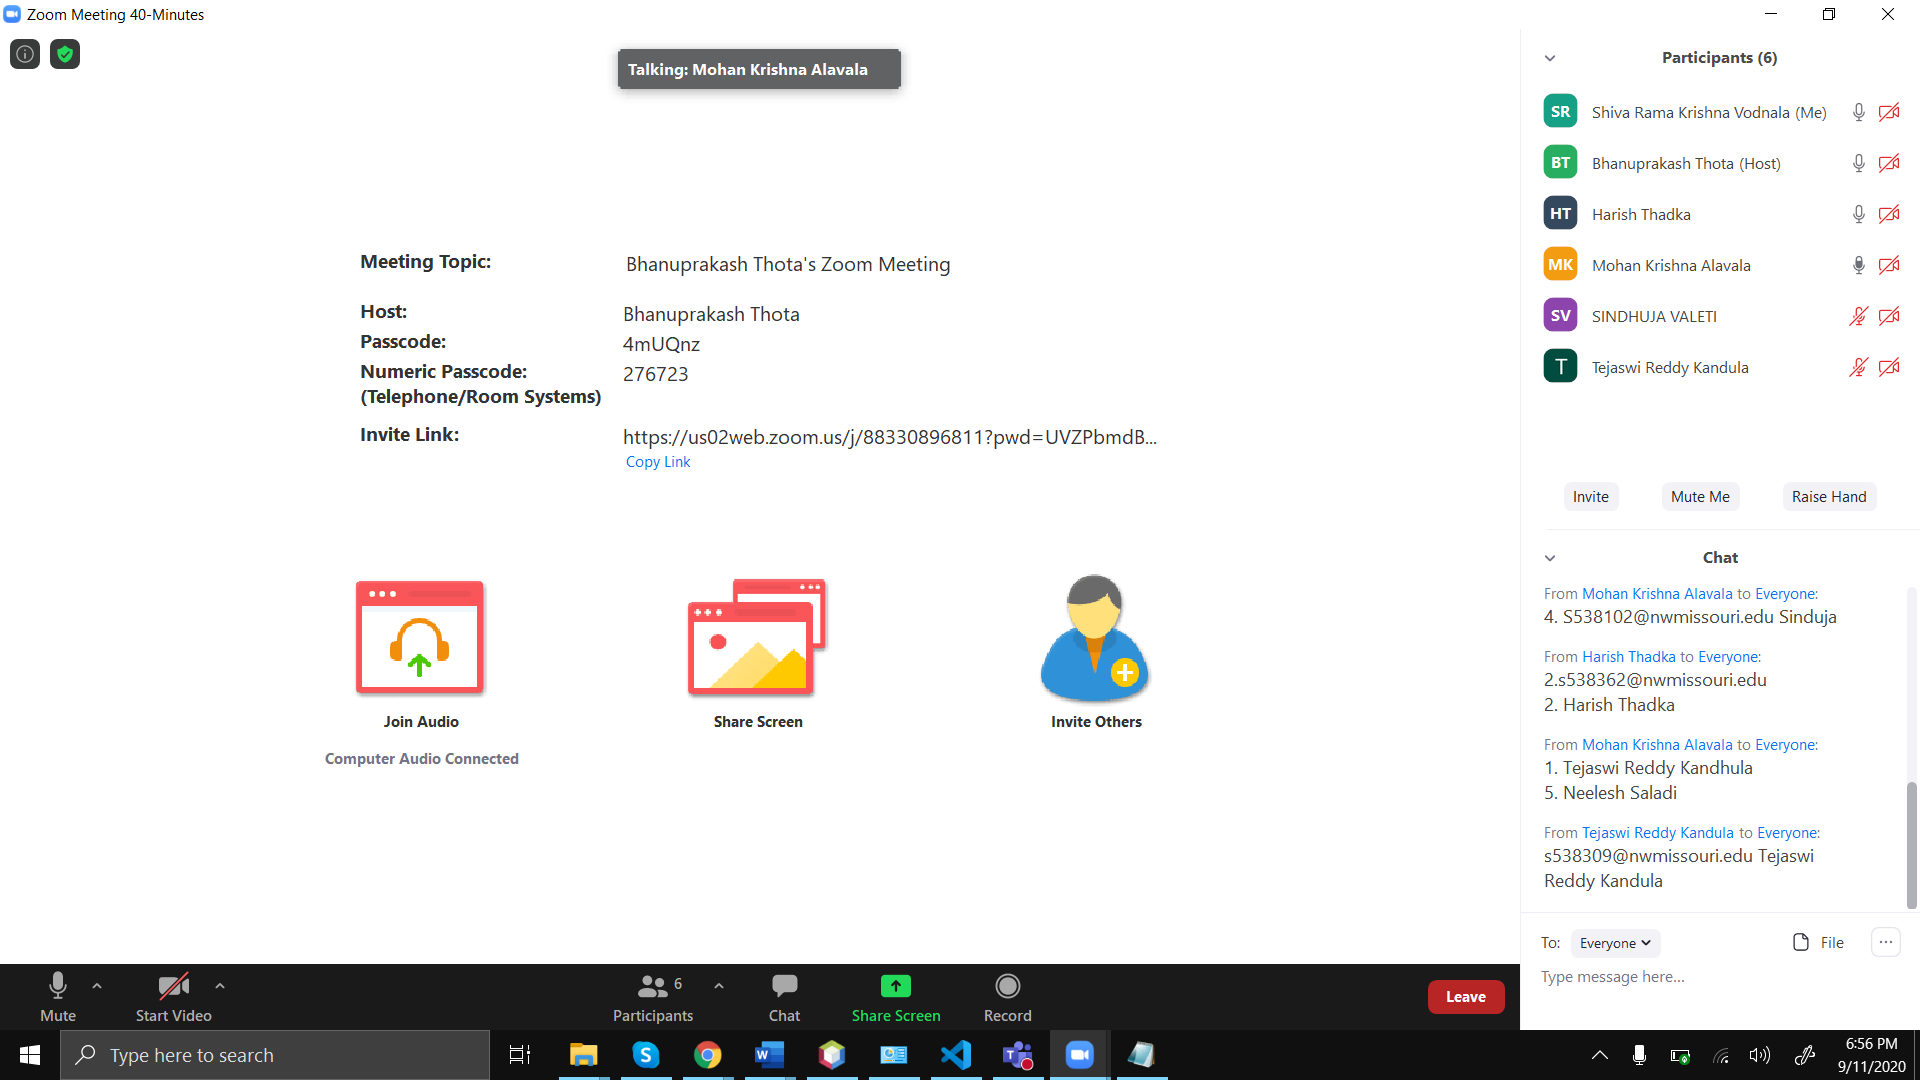 Zoom Meeting 40-Minutes
Talking: Mohan Krishna Alavala
Meeting Topic: Bhanuprakash Thota's Zoom Meeting
Host: Bhanuprakash Thota
Passcode: 4mUQnz
Numeric Passcode: 276723
(Telephone/Room Systems)
Invite Link: https://us02web.zoom.us/j/88330896811?pwd=UVZPbmdB...
Copy Link
Join Audio
Share Screen
Invite Others
Computer Audio Connected
Participants (6)
SR Shiva Rama Krishna Vodnala (Me)
BT Bhanuprakash Thota (Host)
HT Harish Thadka
MK Mohan Krishna Alavala
SV SINDHUJA VALETI
T Tejaswi Reddy Kandula
Invite Mute Me Raise Hand
Chat
From Mohan Krishna Alavala to Everyone:
4. S538102@nwmissouri.edu Sinduja
From Harish Thadka to Everyone:
2.s538362@nwmissouri.edu
2. Harish Thadka
From Mohan Krishna Alavala to Everyone:
1. Tejaswi Reddy Kandhula
5. Neelesh Saladi
From Tejaswi Reddy Kandula to Everyone:
s538309@nwmissouri.edu Tejaswi
Reddy Kandula
To: Everyone File
Type message here...
Mute
Start Video
6
Participants
Chat
Share Screen
Record
Leave
Type here to search
6:56 PM
9/11/2020